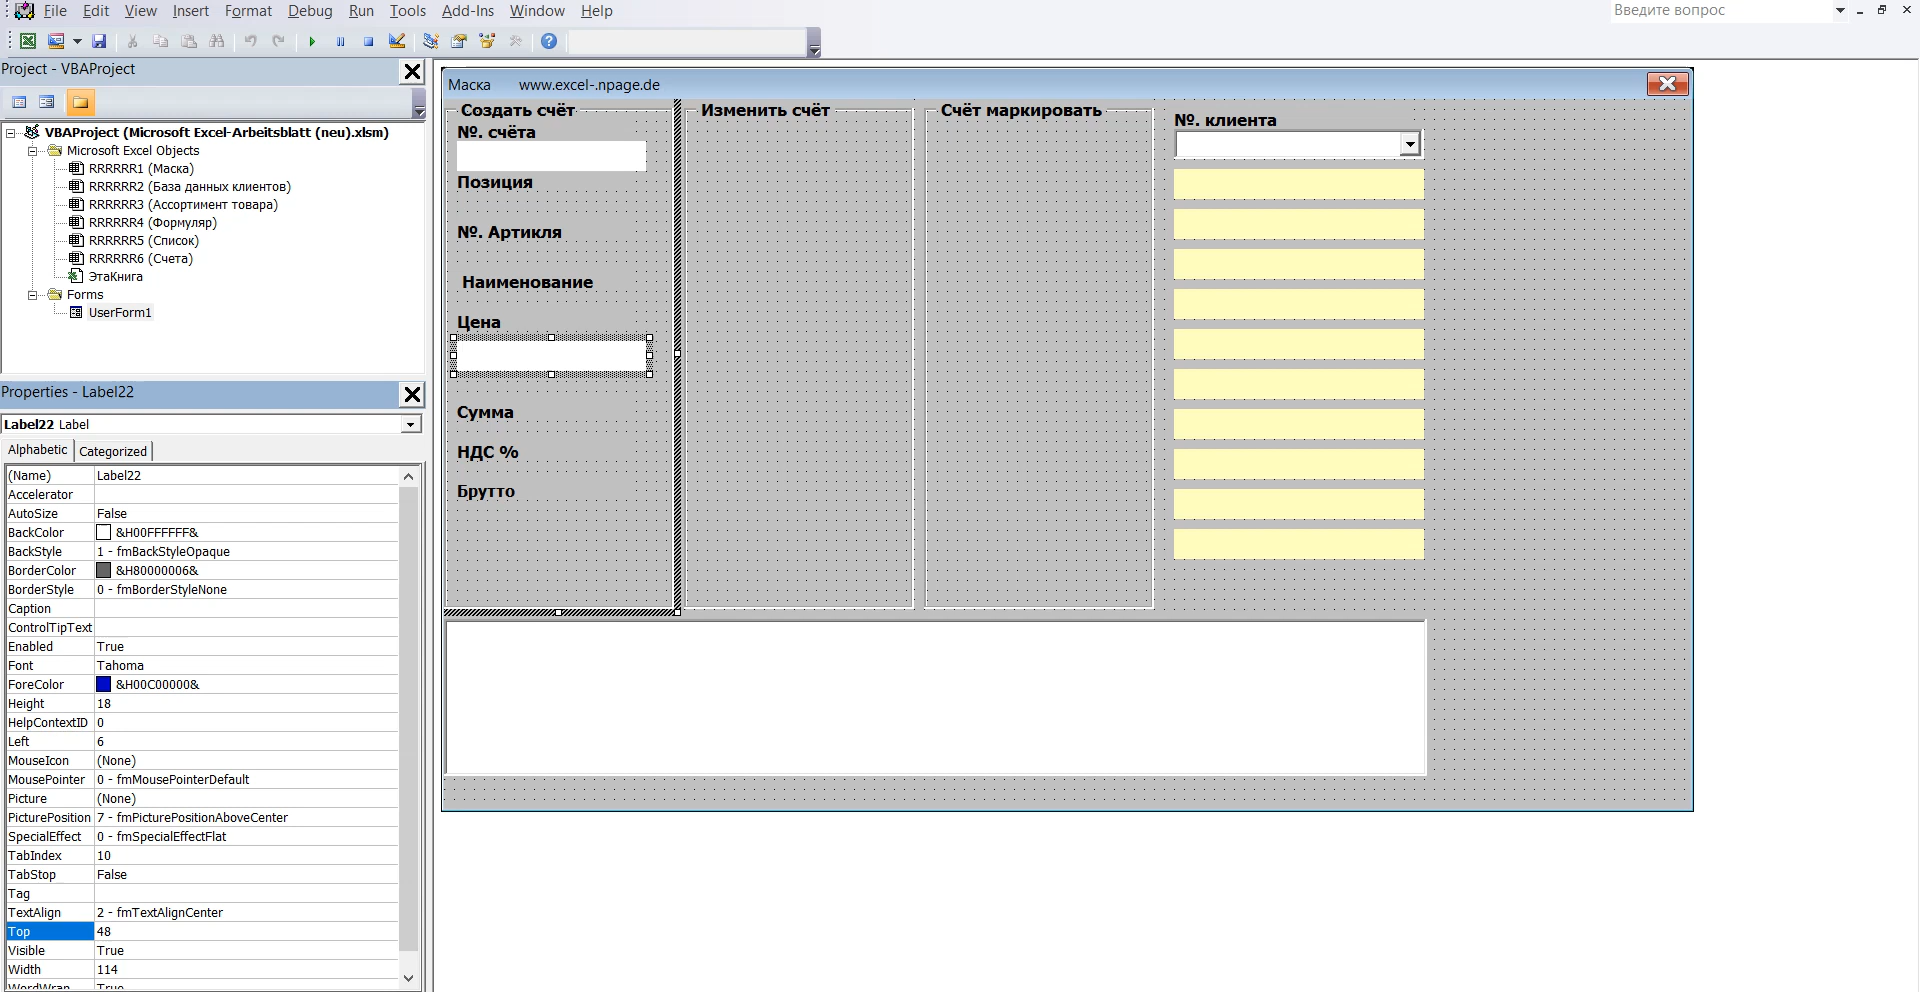 File Edit View Insert Format Debug Run Tools Add-Ins Window Help
Введите вопрос
Project - VBAProject
VBAProject (Microsoft Excel-Arbeitsblatt (neu).xlsm)
Microsoft Excel Objects
RRRRRR1 (Маска)
RRRRRR2 (База данных клиентов)
RRRRRR3 (Ассортимент товара)
RRRRRR4 (Формуляр)
RRRRRR5 (Список)
RRRRRR6 (Счета)
ЭтаКнига
Forms
UserForm1
Properties - Label22
Label22 Label
Alphabetic Categorized
(Name) Label22
Accelerator
AutoSize False
BackColor &H00FFFFFF&
BackStyle 1 - fmBackStyleOpaque
BorderColor &H80000006&
BorderStyle 0 - fmBorderStyleNone
Caption
ControlTipText
Enabled True
Font Tahoma
ForeColor &H00C00000&
Height 18
HelpContextID 0
Left 6
MouseIcon (None)
MousePointer 0 - fmMousePointerDefault
Picture (None)
PicturePosition 7 - fmPicturePositionAboveCenter
SpecialEffect 0 - fmSpecialEffectFlat
TabIndex 10
TabStop False
Tag
TextAlign 2 - fmTextAlignCenter
Top 48
Visible True
Width 114
WordWrap True
Маска www.excel-.npage.de
Создать счёт
№. счёта
Позиция
№. Артикля
Наименование
Цена
Сумма
НДС %
Брутто
Изменить счёт
Счёт маркировать
№. клиента